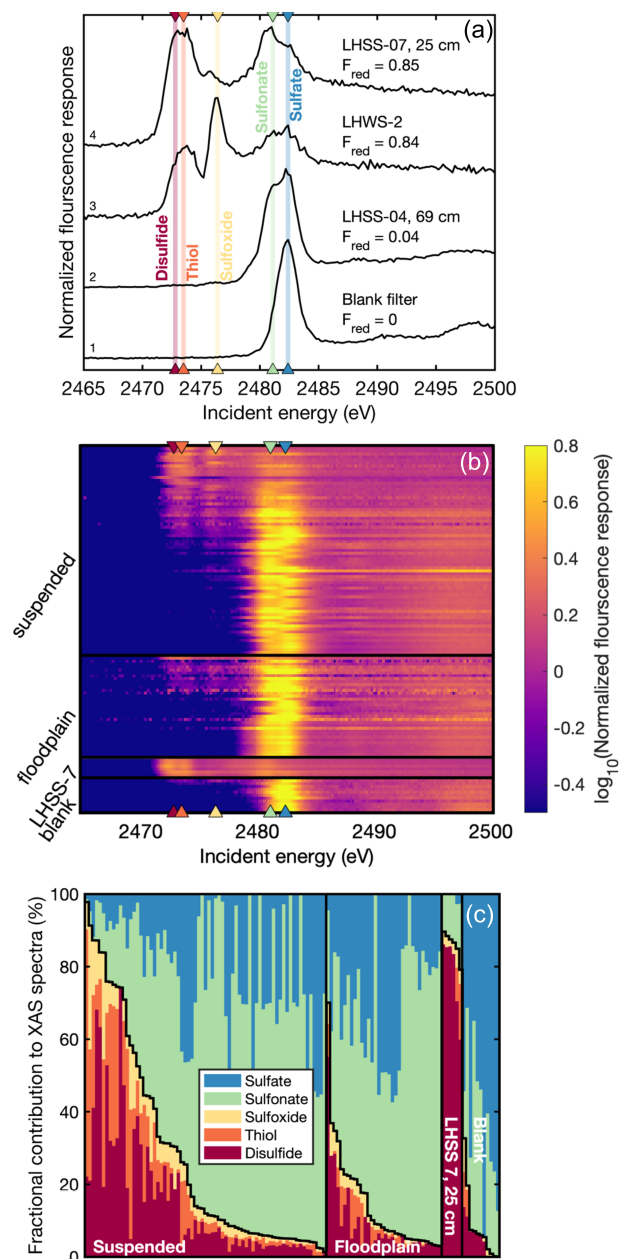 (a)
Normalized flourscence response
LHSS-07, 25 cm
F_red = 0.85
LHWS-2
F_red = 0.84
LHSS-04, 69 cm
F_red = 0.04
Blank filter
F_red = 0
4
3
2
1
Disulfide
Thiol
Sulfoxide
Sulfonate
Sulfate
2465 2470 2475 2480 2485 2490 2495 2500
Incident energy (eV)
(b)
suspended
floodplain
LHSS-7
blank
2470 2480 2490 2500
Incident energy (eV)
0.8
0.6
0.4
0.2
0
-0.2
-0.4
log10(Normalized flourscence response)
(c)
Fractional contribution to XAS spectra (%)
100
80
60
40
20
0
Sulfate
Sulfonate
Sulfoxide
Thiol
Disulfide
Suspended
Floodplain
LHSS 7, 25 cm
Blank